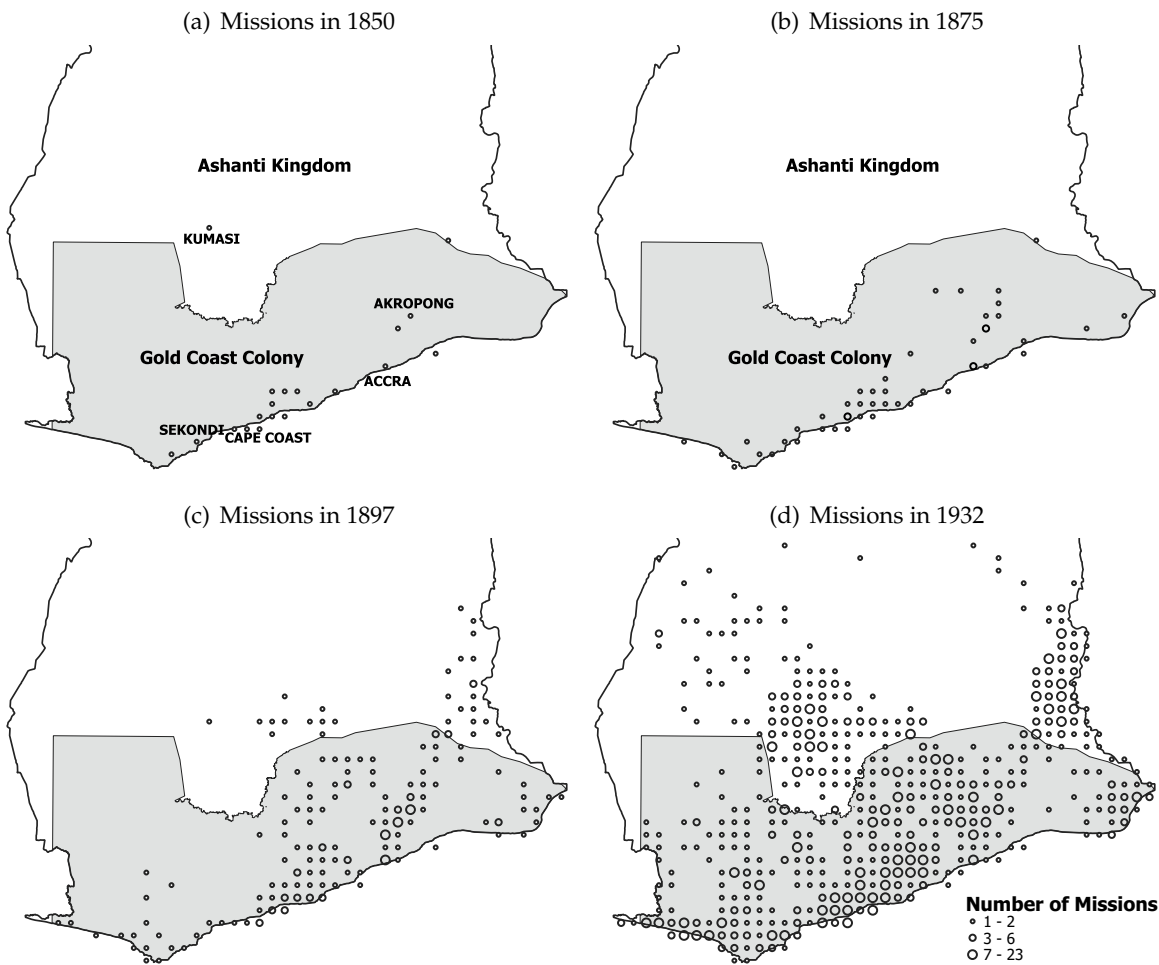 (a) Missions in 1850
Ashanti Kingdom
KUMASI
AKROPONG
Gold Coast Colony
ACCRA
SEKONDI
CAPE COAST
(b) Missions in 1875
Ashanti Kingdom
Gold Coast Colony
(c) Missions in 1897
(d) Missions in 1932
Number of Missions
1 - 2
3 - 6
7 - 23